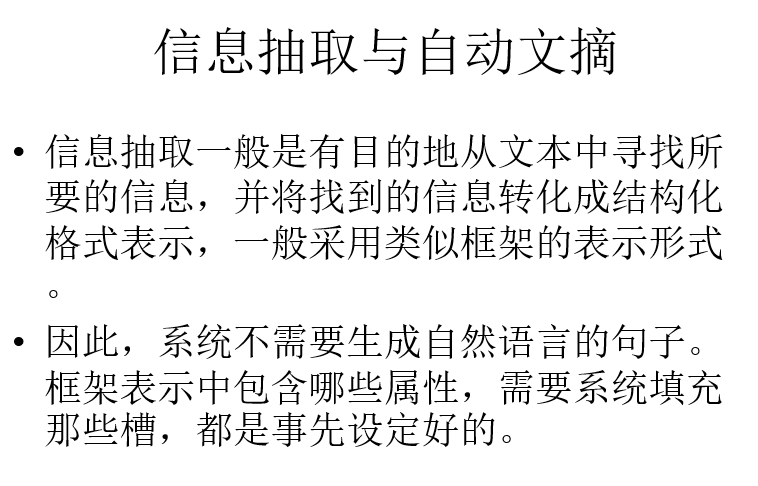 信息抽取与自动文摘
• 信息抽取一般是有目的地从文本中寻找所
要的信息，并将找到的信息转化成结构化
格式表示，一般采用类似框架的表示形式
。
• 因此，系统不需要生成自然语言的句子。
框架表示中包含哪些属性，需要系统填充
那些槽，都是事先设定好的。